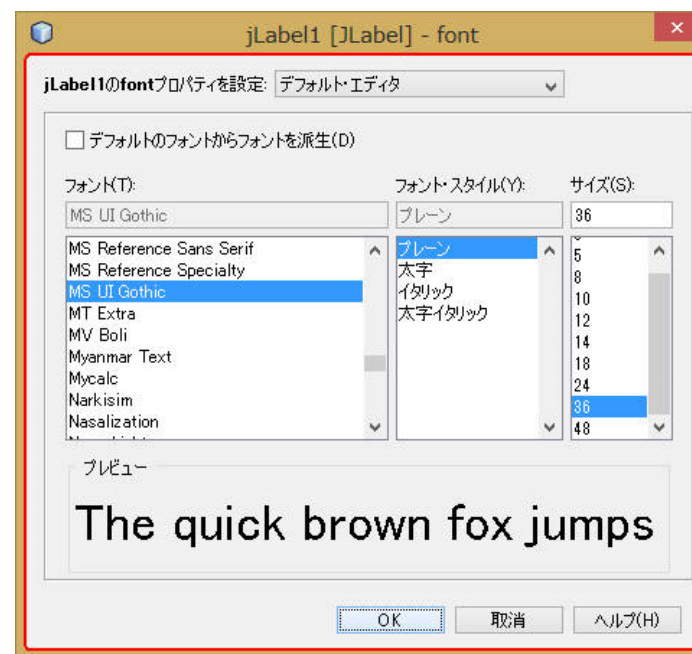 jLabel1 [JLabel] - font
×
jLabel1のfontプロパティを設定: デフォルト・エディタ
デフォルトのフォントからフォントを派生(D)
フォント(T): フォント・スタイル(Y): サイズ(S):
MS UI Gothic プレーン 36
MS Reference Sans Serif プレーン 5
MS Reference Specialty 太字 8
MS UI Gothic イタリック 10
MT Extra 太字イタリック 12
MV Boli 14
Myanmar Text 18
Mycalc 24
Narkisim 36
Nasalization 48
プレビュー
The quick brown fox jumps
OK 取消 ヘルプ(H)